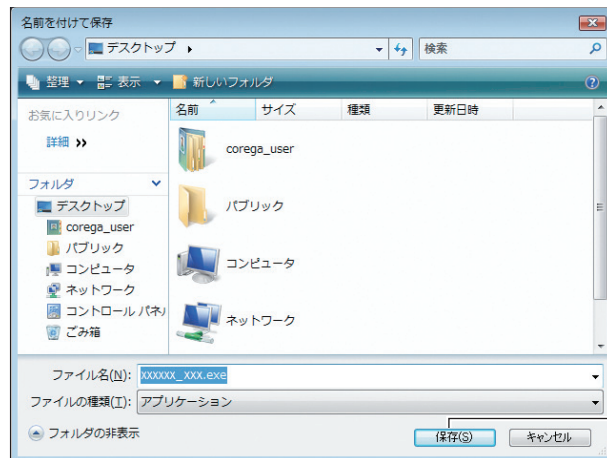 名前を付けて保存
デスクトップ
検索
整理 表示 新しいフォルダ
お気に入りリンク
詳細 »
フォルダ
デスクトップ
corega_user
パブリック
コンピュータ
ネットワーク
コントロール パネル
ごみ箱
名前 サイズ 種類 更新日時
corega_user
パブリック
コンピュータ
ネットワーク
ファイル名(N): xxxxxx_xxx.exe
ファイルの種類(T): アプリケーション
フォルダの非表示
保存(S) キャンセル